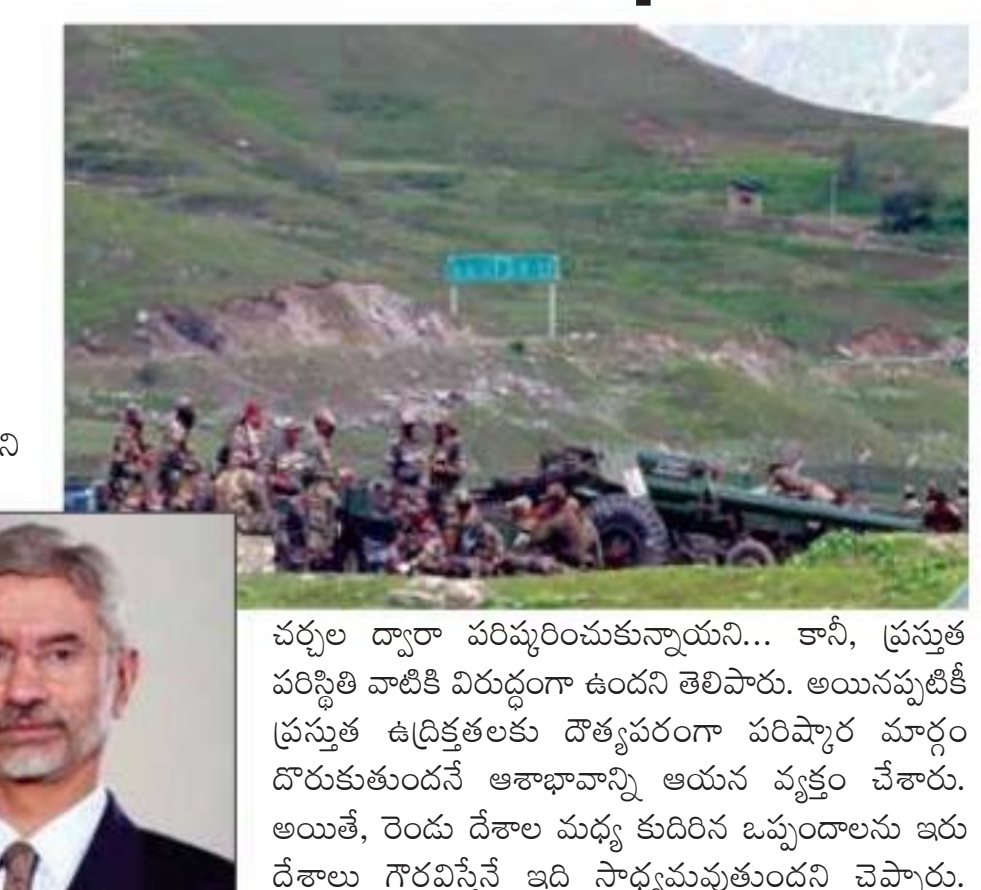 ని
చర్చల ద్వారా పరిష్కరించుకున్నాయని... కానీ, ప్రస్తుత
పరిస్థితి వాటికి విరుద్ధంగా ఉందని తెలిపారు. అయినప్పటికీ
ప్రస్తుత ఉద్రిక్తతలకు దౌత్యపరంగా పరిష్కార మార్గం
దొరుకుతుందనే ఆశాభావాన్ని ఆయన వ్యక్తం చేశారు.
అయితే, రెండు దేశాల మధ్య కుదిరిన ఒప్పందాలను ఇరు
దేశాలు గౌరవిస్తేనే ఇది సాధ్యమవుతుందని చెప్పారు.